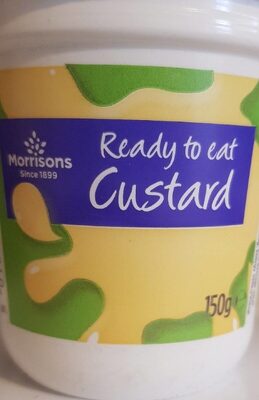 Morrisons
Since 1899
Ready to eat
Custard
150g